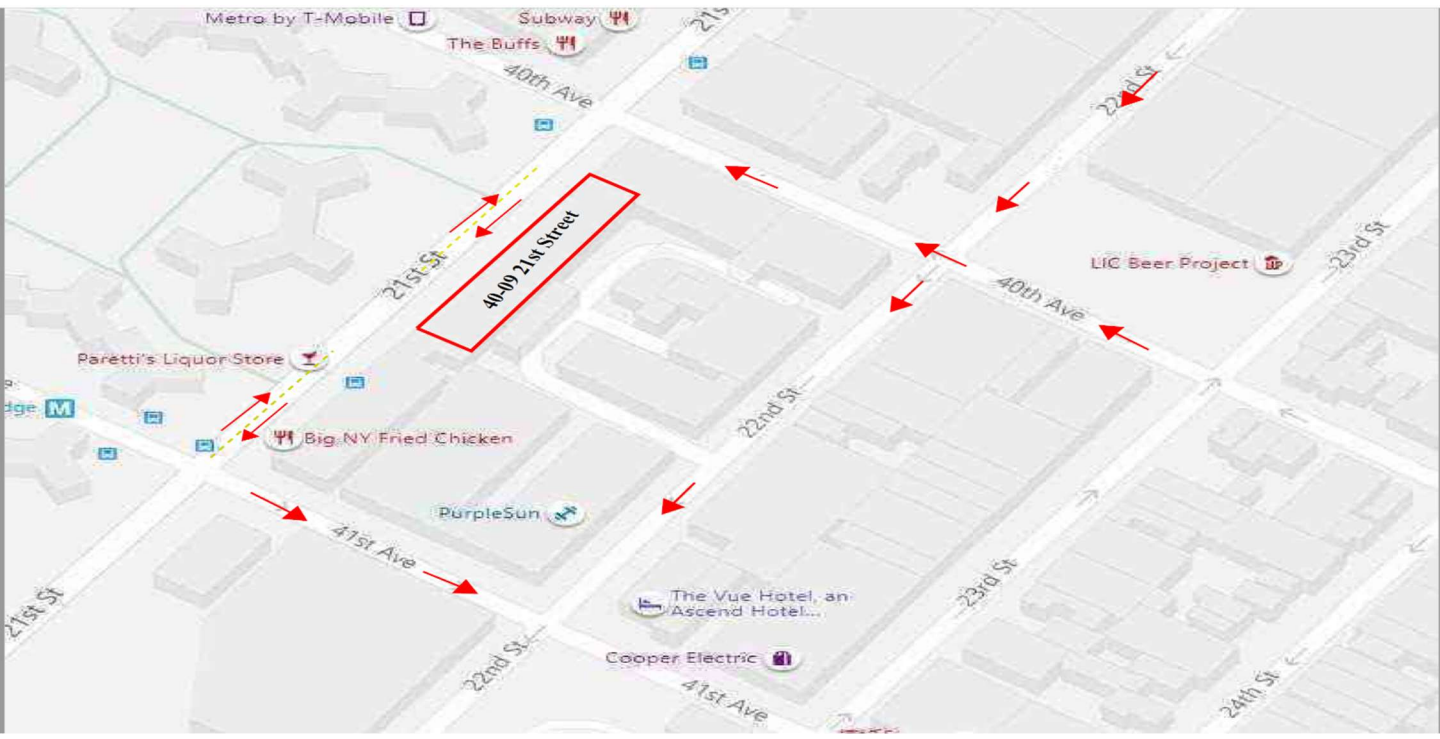 Metro by T-Mobile
Subway
The Buffs
21s
40th Ave
22nd St
40-09 21st Street
21st St
LIC Beer Project
23rd St
40th Ave
Paretti's Liquor Store
dge M
22nd St
Big NY Fried Chicken
PurpleSun
41st Ave
The Vue Hotel, an
Ascend Hotel...
23rd St
21st St
Cooper Electric
22nd St
41st Ave
24th St